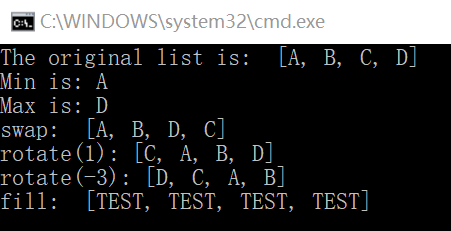 C:\WINDOWS\system32\cmd.exe
The original list is:  [A, B, C, D]
Min is: A
Max is: D
swap:  [A, B, D, C]
rotate(1): [C, A, B, D]
rotate(-3): [D, C, A, B]
fill:  [TEST, TEST, TEST, TEST]